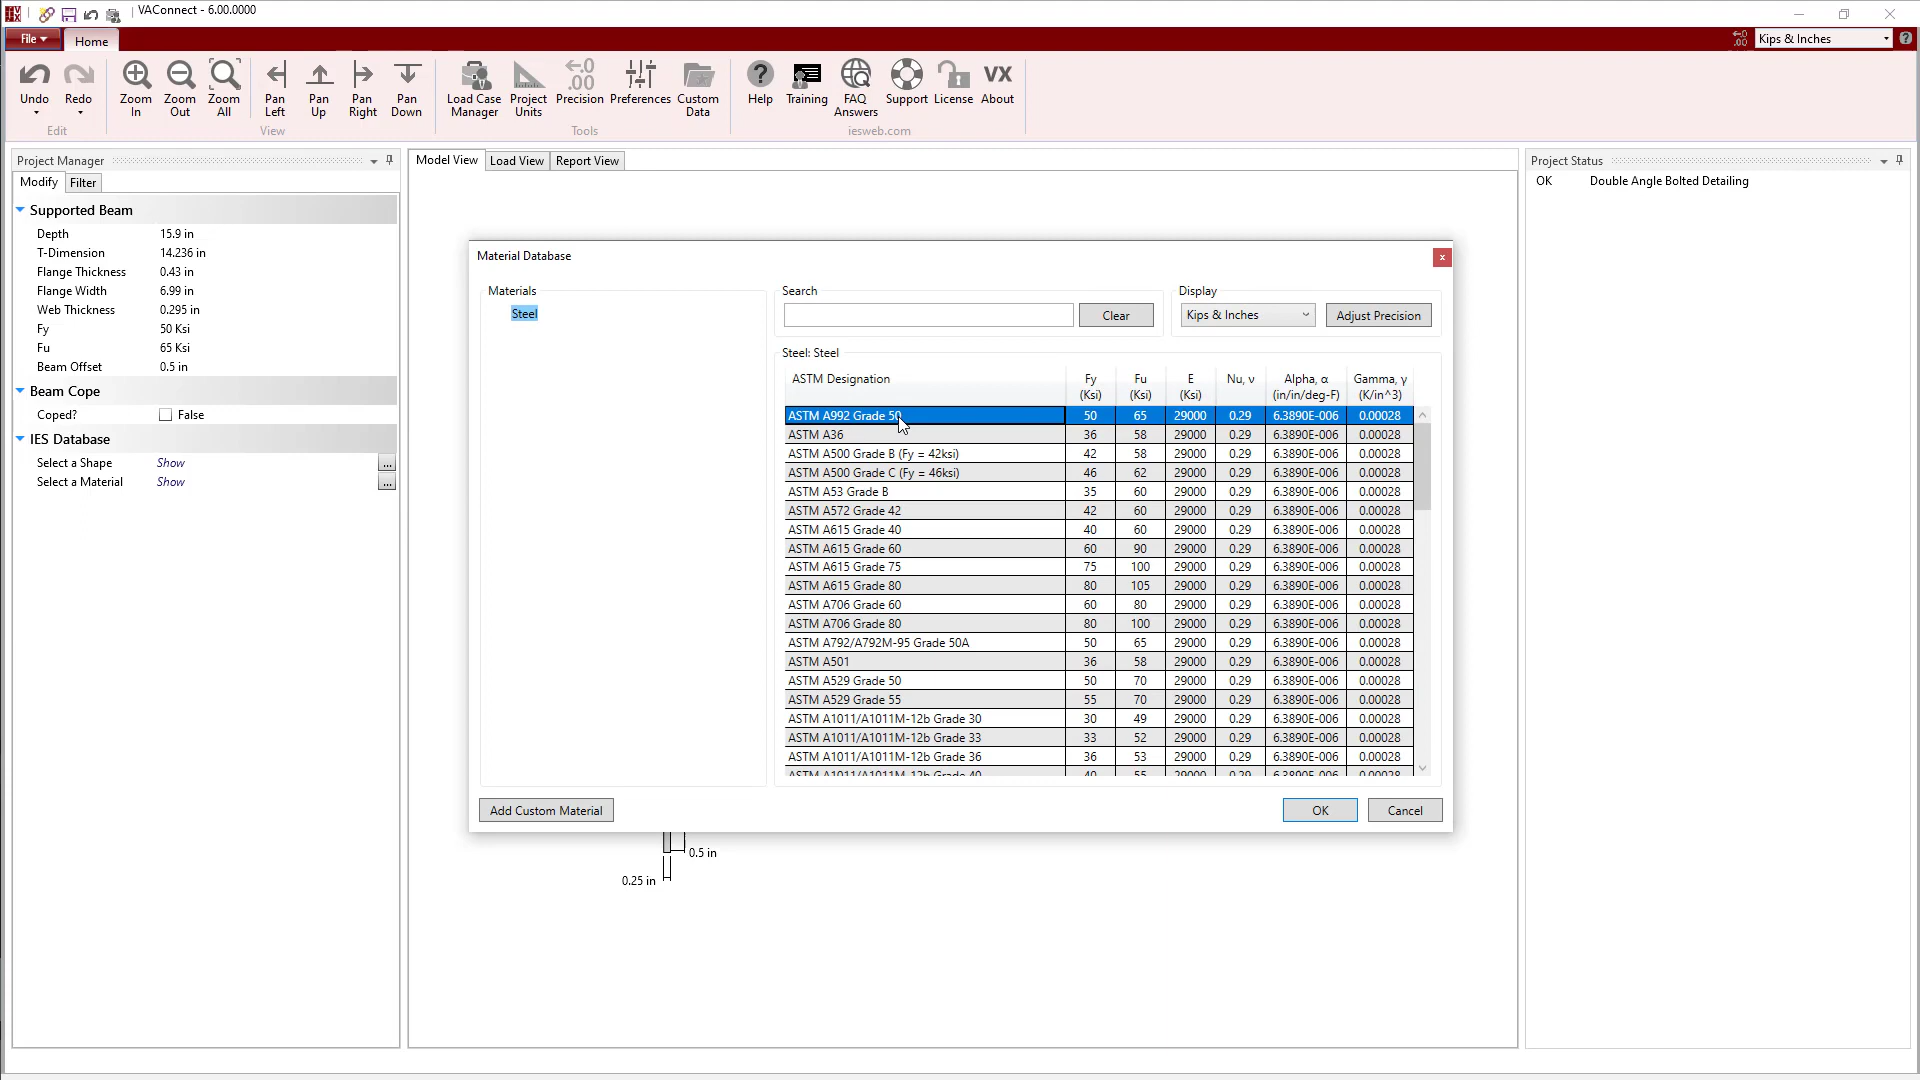 VAConnect - 6.00.0000
File
Home
Kips & Inches
Undo
Redo
Zoom In
Zoom Out
Zoom All
Pan Left
Pan Up
Pan Right
Pan Down
Load Case Manager
Project Units
Precision
Preferences
Custom Data
Help
Training
FAQ Answers
Support
License
About
Edit
View
Tools
iesweb.com
Project Manager
Modify
Filter
Supported Beam
Depth 15.9 in
T-Dimension 14.236 in
Flange Thickness 0.43 in
Flange Width 6.99 in
Web Thickness 0.295 in
Fy 50 Ksi
Fu 65 Ksi
Beam Offset 0.5 in
Beam Cope
Coped? False
IES Database
Select a Shape Show ...
Select a Material Show ...
Model View
Load View
Report View
Material Database
Materials
Steel
Search
Clear
Display
Kips & Inches
Adjust Precision
Steel: Steel
ASTM Designation Fy (Ksi) Fu (Ksi) E (Ksi) Nu, ν Alpha, α (in/in/deg-F) Gamma, γ (K/in^3)
ASTM A992 Grade 50 50 65 29000 0.29 6.3890E-006 0.00028
ASTM A36 36 58 29000 0.29 6.3890E-006 0.00028
ASTM A500 Grade B (Fy = 42ksi) 42 58 29000 0.29 6.3890E-006 0.00028
ASTM A500 Grade C (Fy = 46ksi) 46 62 29000 0.29 6.3890E-006 0.00028
ASTM A53 Grade B 35 60 29000 0.29 6.3890E-006 0.00028
ASTM A572 Grade 42 42 60 29000 0.29 6.3890E-006 0.00028
ASTM A615 Grade 40 40 60 29000 0.29 6.3890E-006 0.00028
ASTM A615 Grade 60 60 90 29000 0.29 6.3890E-006 0.00028
ASTM A615 Grade 75 75 100 29000 0.29 6.3890E-006 0.00028
ASTM A615 Grade 80 80 105 29000 0.29 6.3890E-006 0.00028
ASTM A706 Grade 60 60 80 29000 0.29 6.3890E-006 0.00028
ASTM A706 Grade 80 80 100 29000 0.29 6.3890E-006 0.00028
ASTM A792/A792M-95 Grade 50A 50 65 29000 0.29 6.3890E-006 0.00028
ASTM A501 36 58 29000 0.29 6.3890E-006 0.00028
ASTM A529 Grade 50 50 70 29000 0.29 6.3890E-006 0.00028
ASTM A529 Grade 55 55 70 29000 0.29 6.3890E-006 0.00028
ASTM A1011/A1011M-12b Grade 30 30 49 29000 0.29 6.3890E-006 0.00028
ASTM A1011/A1011M-12b Grade 33 33 52 29000 0.29 6.3890E-006 0.00028
ASTM A1011/A1011M-12b Grade 36 36 53 29000 0.29 6.3890E-006 0.00028
ASTM A1011/A1011M-12b Grade 40 40 55 29000 0.29 6.3890E-006 0.00028
Add Custom Material
OK
Cancel
0.5 in
0.25 in
Project Status
OK Double Angle Bolted Detailing